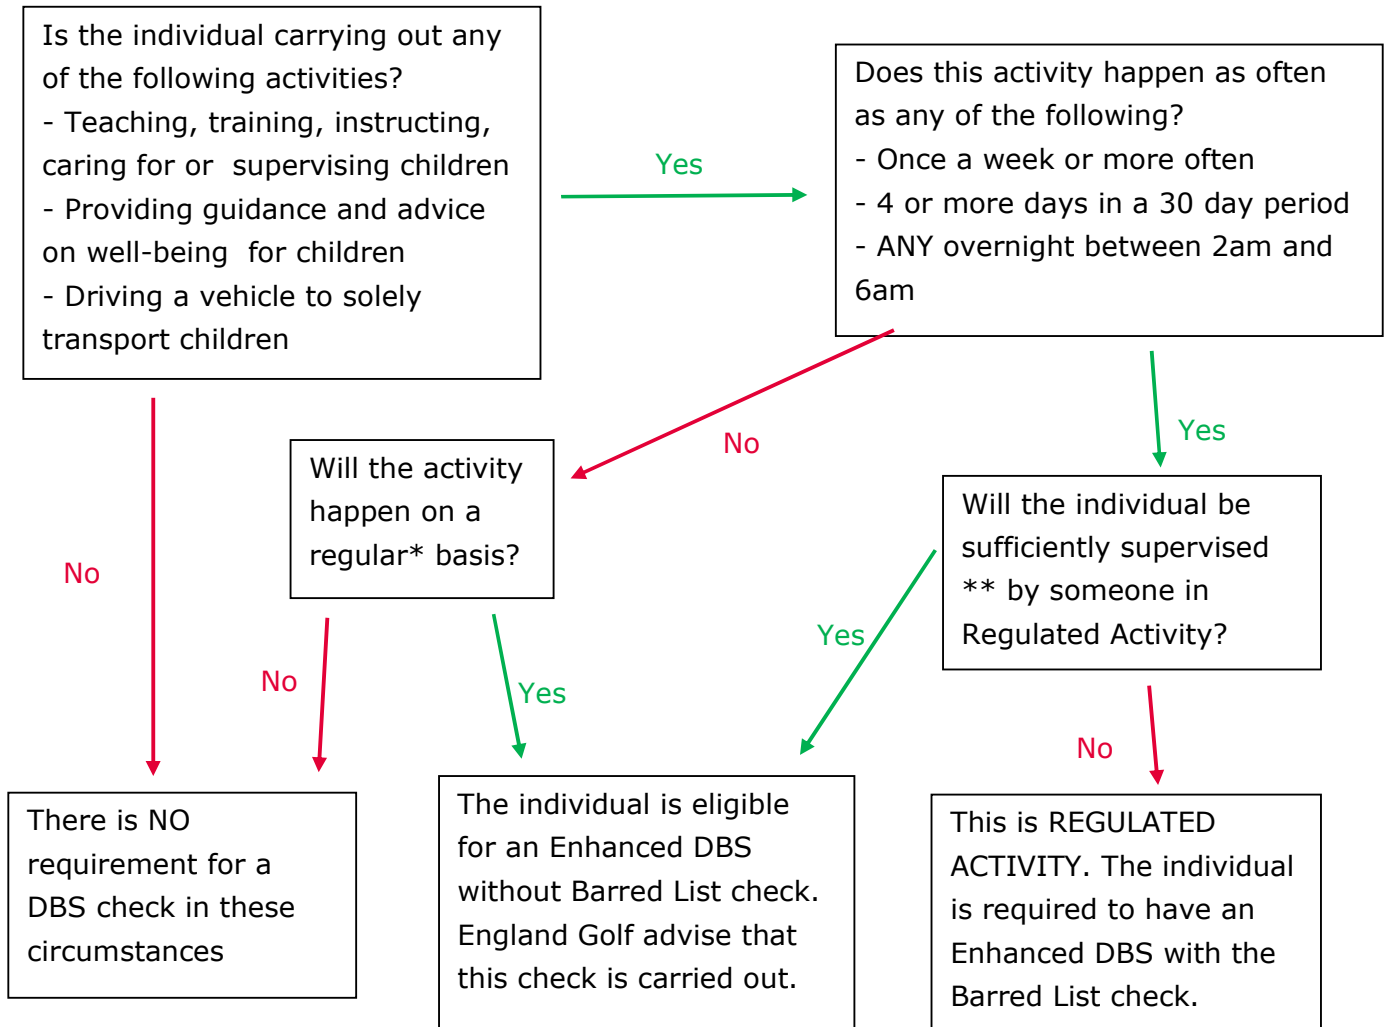 Is the individual carrying out any
of the following activities?
- Teaching, training, instructing,
caring for or  supervising children
- Providing guidance and advice
on well-being  for children
- Driving a vehicle to solely
transport children
Yes
Does this activity happen as often
as any of the following?
- Once a week or more often
- 4 or more days in a 30 day period
- ANY overnight between 2am and
6am
No
No
Will the activity
happen on a
regular* basis?
Yes
Will the individual be
sufficiently supervised
** by someone in
Regulated Activity?
No
Yes
Yes
No
There is NO
requirement for a
DBS check in these
circumstances
The individual is eligible
for an Enhanced DBS
without Barred List check.
England Golf advise that
this check is carried out.
This is REGULATED
ACTIVITY. The individual
is required to have an
Enhanced DBS with the
Barred List check.